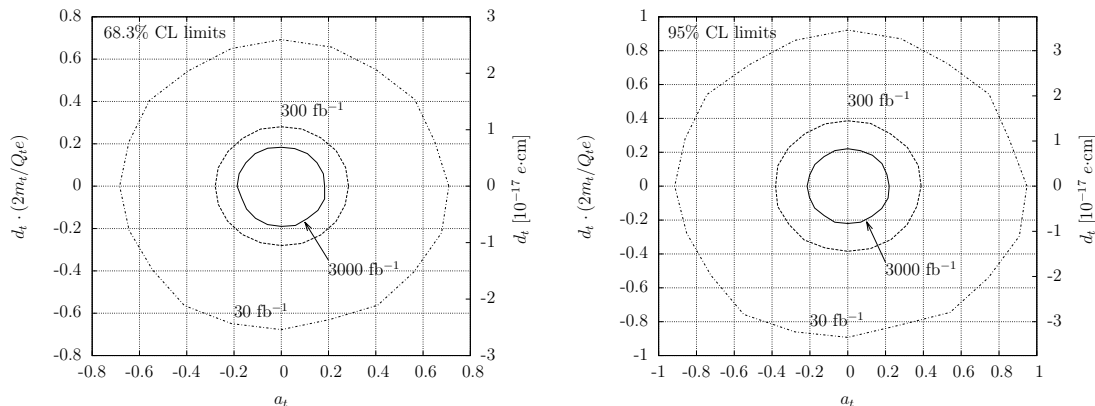 68.3% CL limits
300 fb⁻¹
3000 fb⁻¹
30 fb⁻¹
0.8
0.6
0.4
0.2
0
-0.2
-0.4
-0.6
-0.8
-0.8 -0.6 -0.4 -0.2 0 0.2 0.4 0.6 0.8
3
2
1
0
-1
-2
-3
d_t · (2m_t/Q_te)
a_t
d_t [10⁻¹⁷ e·cm]
95% CL limits
300 fb⁻¹
3000 fb⁻¹
30 fb⁻¹
1
0.8
0.6
0.4
0.2
0
-0.2
-0.4
-0.6
-0.8
-1
-1 -0.8 -0.6 -0.4 -0.2 0 0.2 0.4 0.6 0.8 1
3
2
1
0
-1
-2
-3
d_t · (2m_t/Q_te)
a_t
d_t [10⁻¹⁷ e·cm]